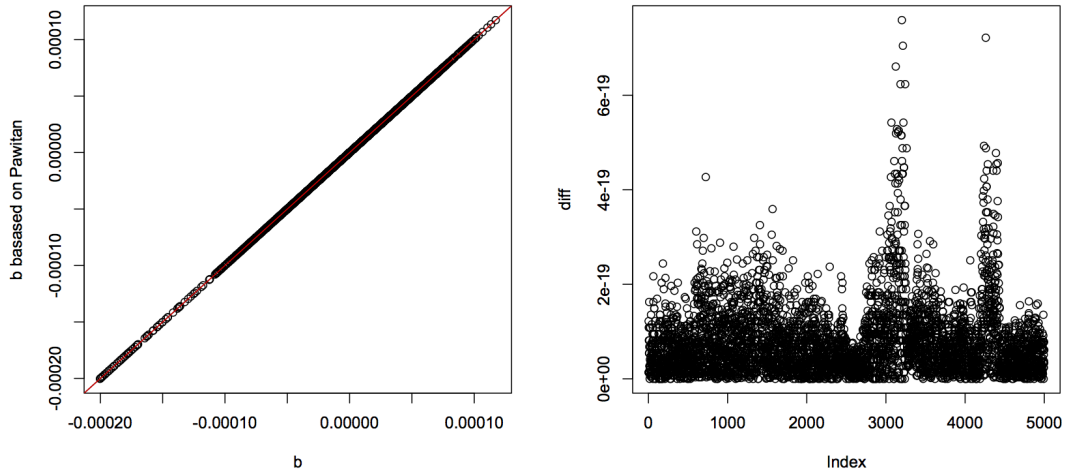 b basased on Pawitan
0.00010
0.00000
-0.00010
-0.00020
-0.00020 -0.00010 0.00000 0.00010
b
diff
6e-19
4e-19
2e-19
0e+00
0 1000 2000 3000 4000 5000
Index